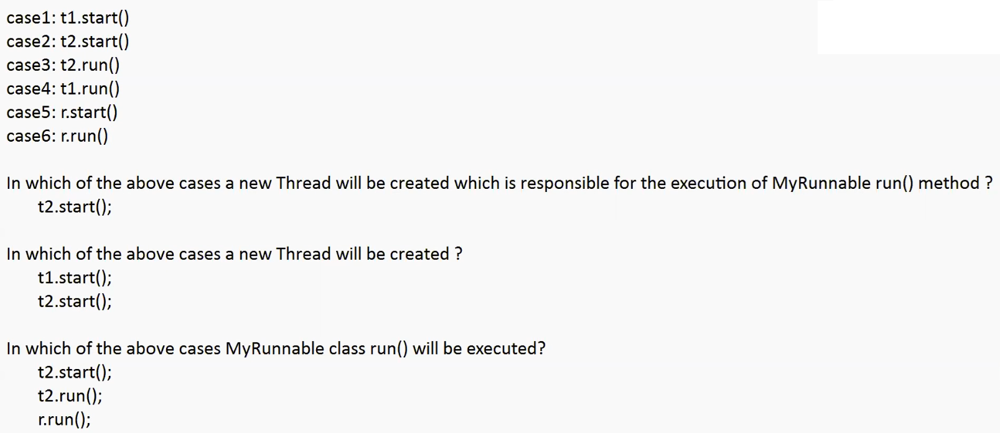 case1: t1.start()
case2: t2.start()
case3: t2.run()
case4: t1.run()
case5: r.start()
case6: r.run()
In which of the above cases a new Thread will be created which is responsible for the execution of MyRunnable run() method ?
t2.start();
In which of the above cases a new Thread will be created ?
t1.start();
t2.start();
In which of the above cases MyRunnable class run() will be executed?
t2.start();
t2.run();
r.run();